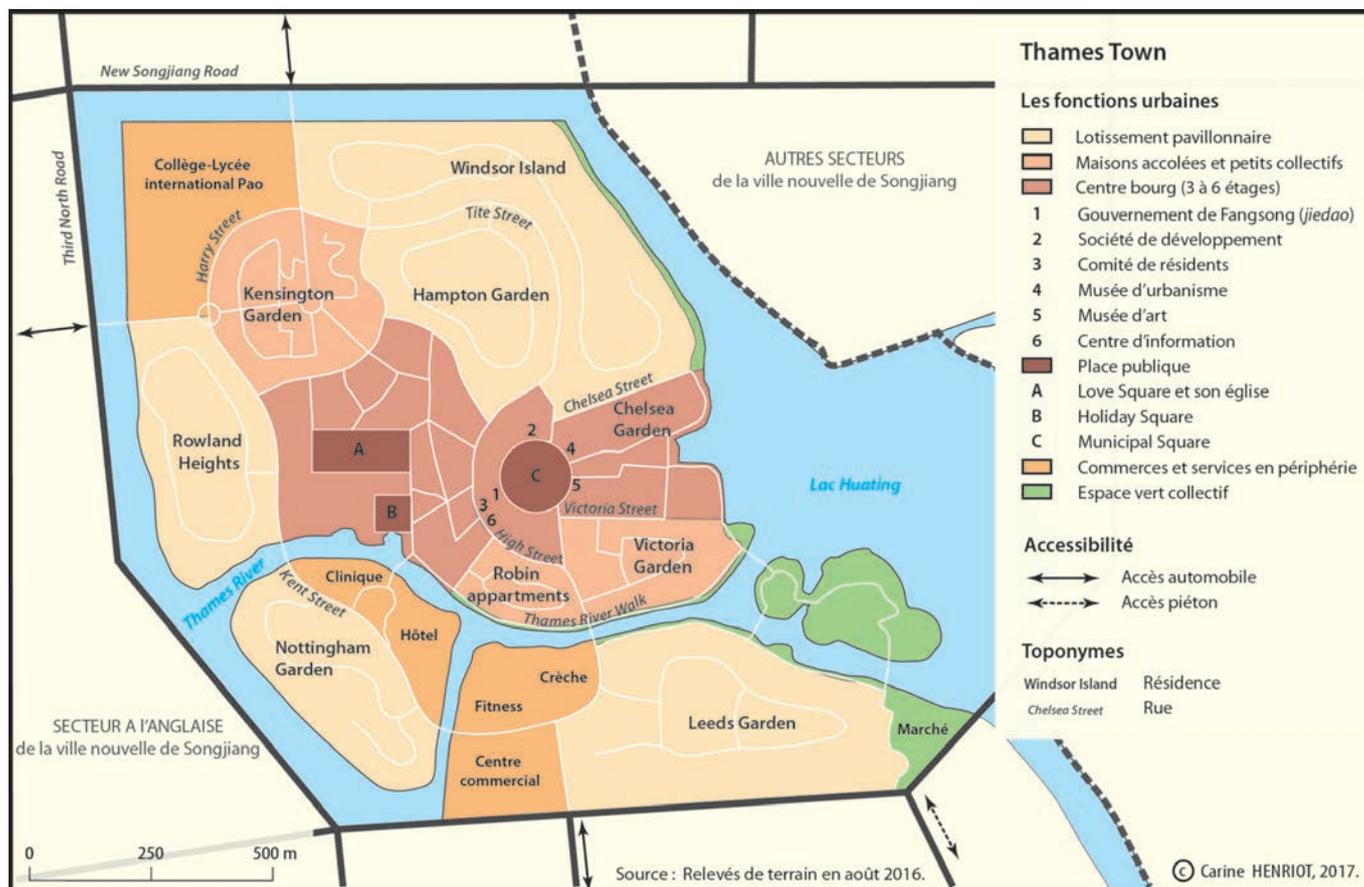 New Songjiang Road
Third North Road
Collège-Lycée
international Pao
Harry Street
Windsor Island
Tite Street
Kensington
Garden
Hampton Garden
AUTRES SECTEURS
de la ville nouvelle de Songjiang
Rowland
Heights
Chelsea Street
Chelsea
Garden
A
B
C
2
4
5
1
3
6
Victoria Street
High Street
Victoria
Garden
Robin
appartments
Thames River Walk
Lac Huating
Thames River
Kent Street
Clinique
Hôtel
Nottingham
Garden
Crèche
Fitness
Centre
commercial
Leeds Garden
Marché
SECTEUR A l'ANGLAISE
de la ville nouvelle de Songjiang
0 250 500 m
Source : Relevés de terrain en août 2016.
Thames Town
Les fonctions urbaines
Lotissement pavillonnaire
Maisons accolées et petits collectifs
Centre bourg (3 à 6 étages)
1 Gouvernement de Fangsong (jiedao)
2 Société de développement
3 Comité de résidents
4 Musée d'urbanisme
5 Musée d'art
6 Centre d'information
Place publique
A Love Square et son église
B Holiday Square
C Municipal Square
Commerces et services en périphérie
Espace vert collectif
Accessibilité
Accès automobile
Accès piéton
Toponymes
Windsor Island Résidence
Chelsea Street Rue
© Carine HENRIOT, 2017.